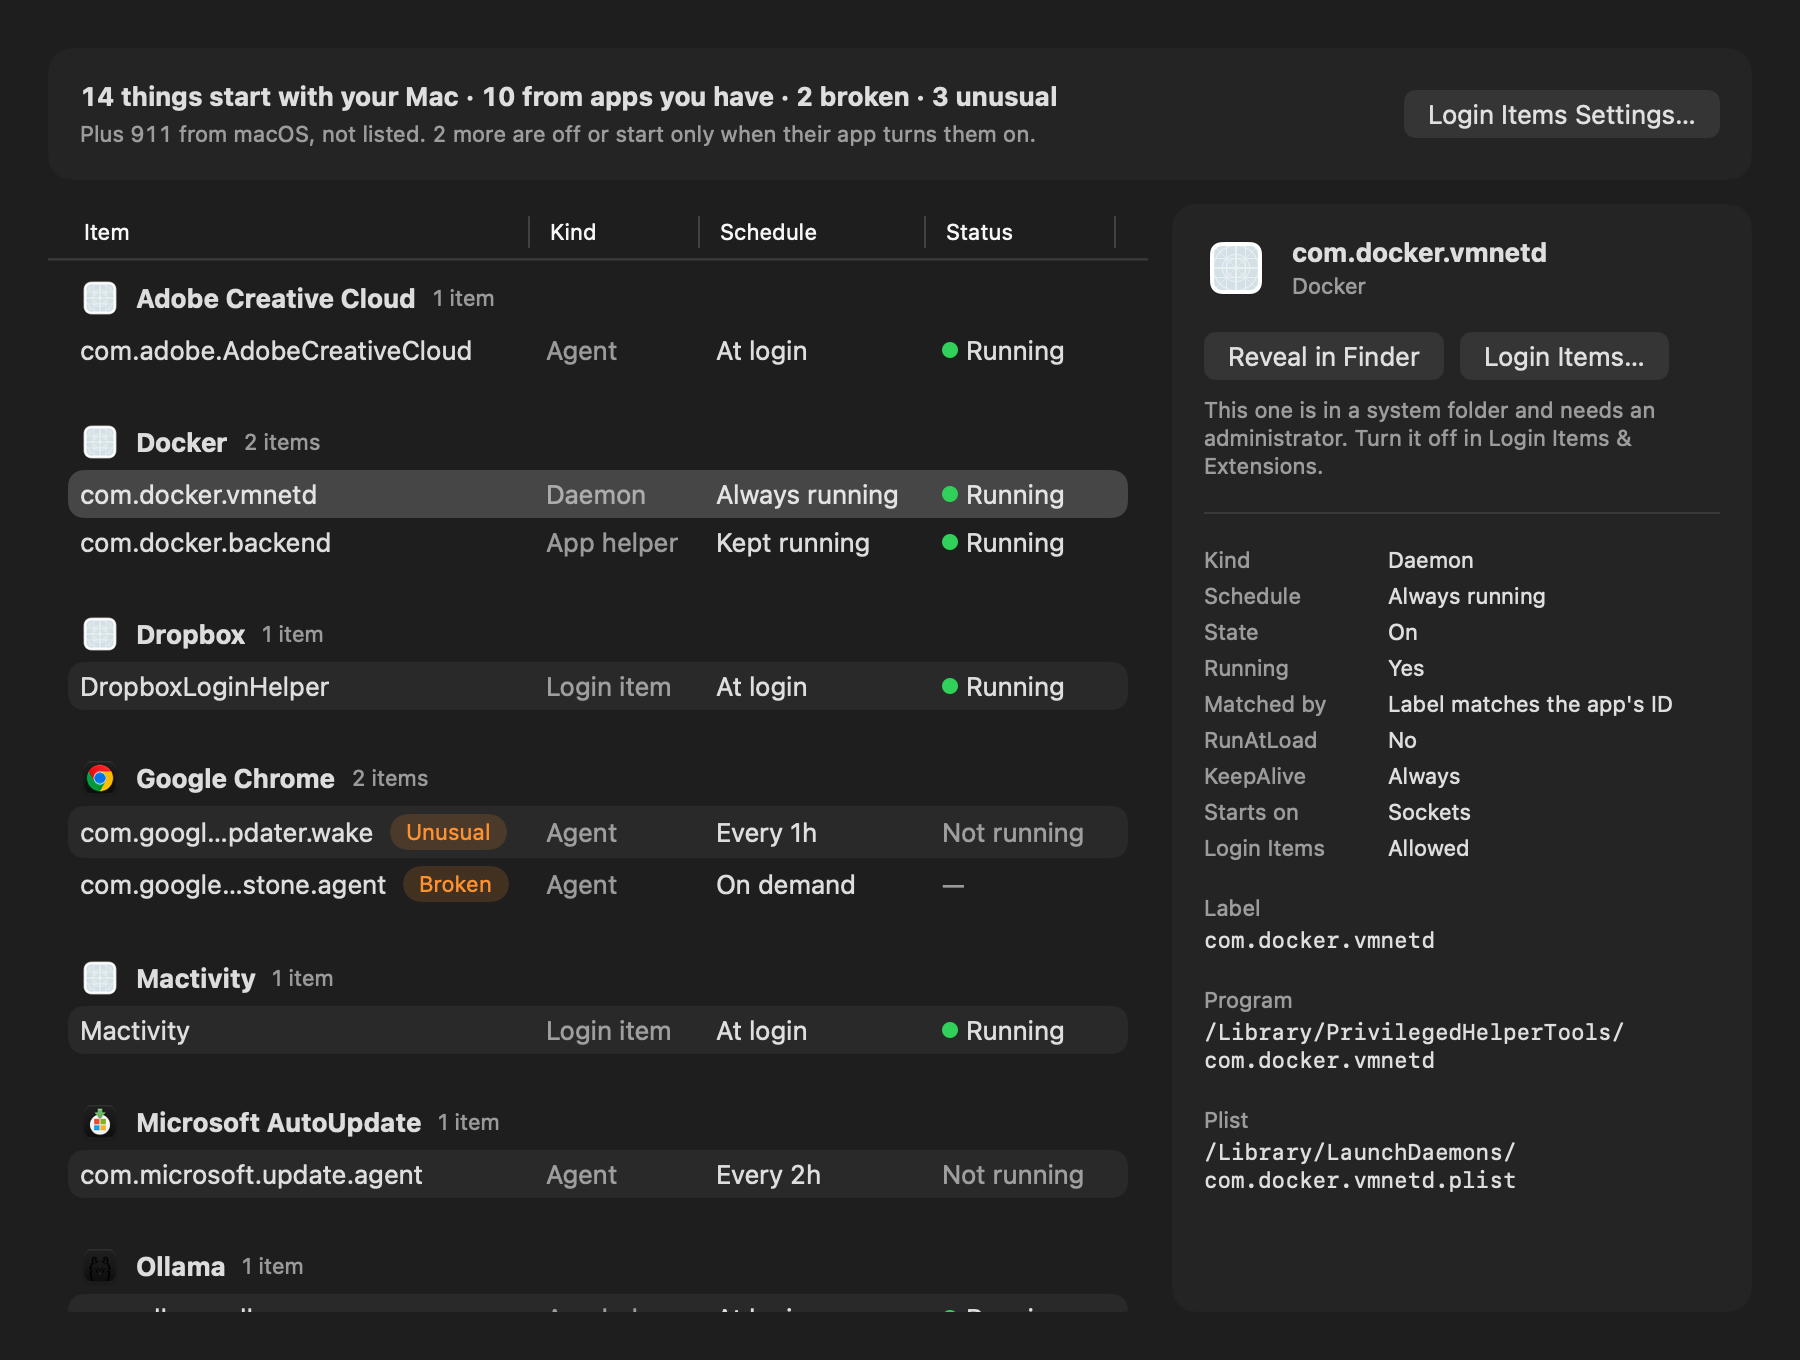 14 things start with your Mac · 10 from apps you have · 2 broken · 3 unusual
Plus 911 from macOS, not listed. 2 more are off or start only when their app turns them on.
Login Items Settings...
Item Kind Schedule Status
Adobe Creative Cloud 1 item
com.adobe.AdobeCreativeCloud Agent At login Running
Docker 2 items
com.docker.vmnetd Daemon Always running Running
com.docker.backend App helper Kept running Running
Dropbox 1 item
DropboxLoginHelper Login item At login Running
Google Chrome 2 items
com.googl...pdater.wake Unusual Agent Every 1h Not running
com.google...stone.agent Broken Agent On demand —
Mactivity 1 item
Mactivity Login item At login Running
Microsoft AutoUpdate 1 item
com.microsoft.update.agent Agent Every 2h Not running
Ollama 1 item
com.docker.vmnetd
Docker
Reveal in Finder Login Items...
This one is in a system folder and needs an
administrator. Turn it off in Login Items &
Extensions.
Kind Daemon
Schedule Always running
State On
Running Yes
Matched by Label matches the app's ID
RunAtLoad No
KeepAlive Always
Starts on Sockets
Login Items Allowed
Label
com.docker.vmnetd
Program
/Library/PrivilegedHelperTools/
com.docker.vmnetd
Plist
/Library/LaunchDaemons/
com.docker.vmnetd.plist